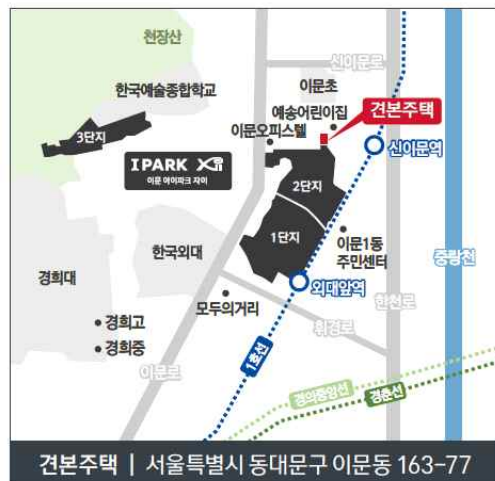 천장산
신이문로
한국예술종합학교
이문초
예송어린이집
견본주택
3단지
이문오피스텔
신이문역
IPARK XII
이문 아이파크 자이
2단지
1단지
한국외대
이문1동
주민센터
중랑천
경희대
외대앞역
모두의거리
한천로
경희고
휘경로
경희중
이문로
1호선
경의중앙선
경춘선
견본주택 | 서울특별시 동대문구 이문동 163-77